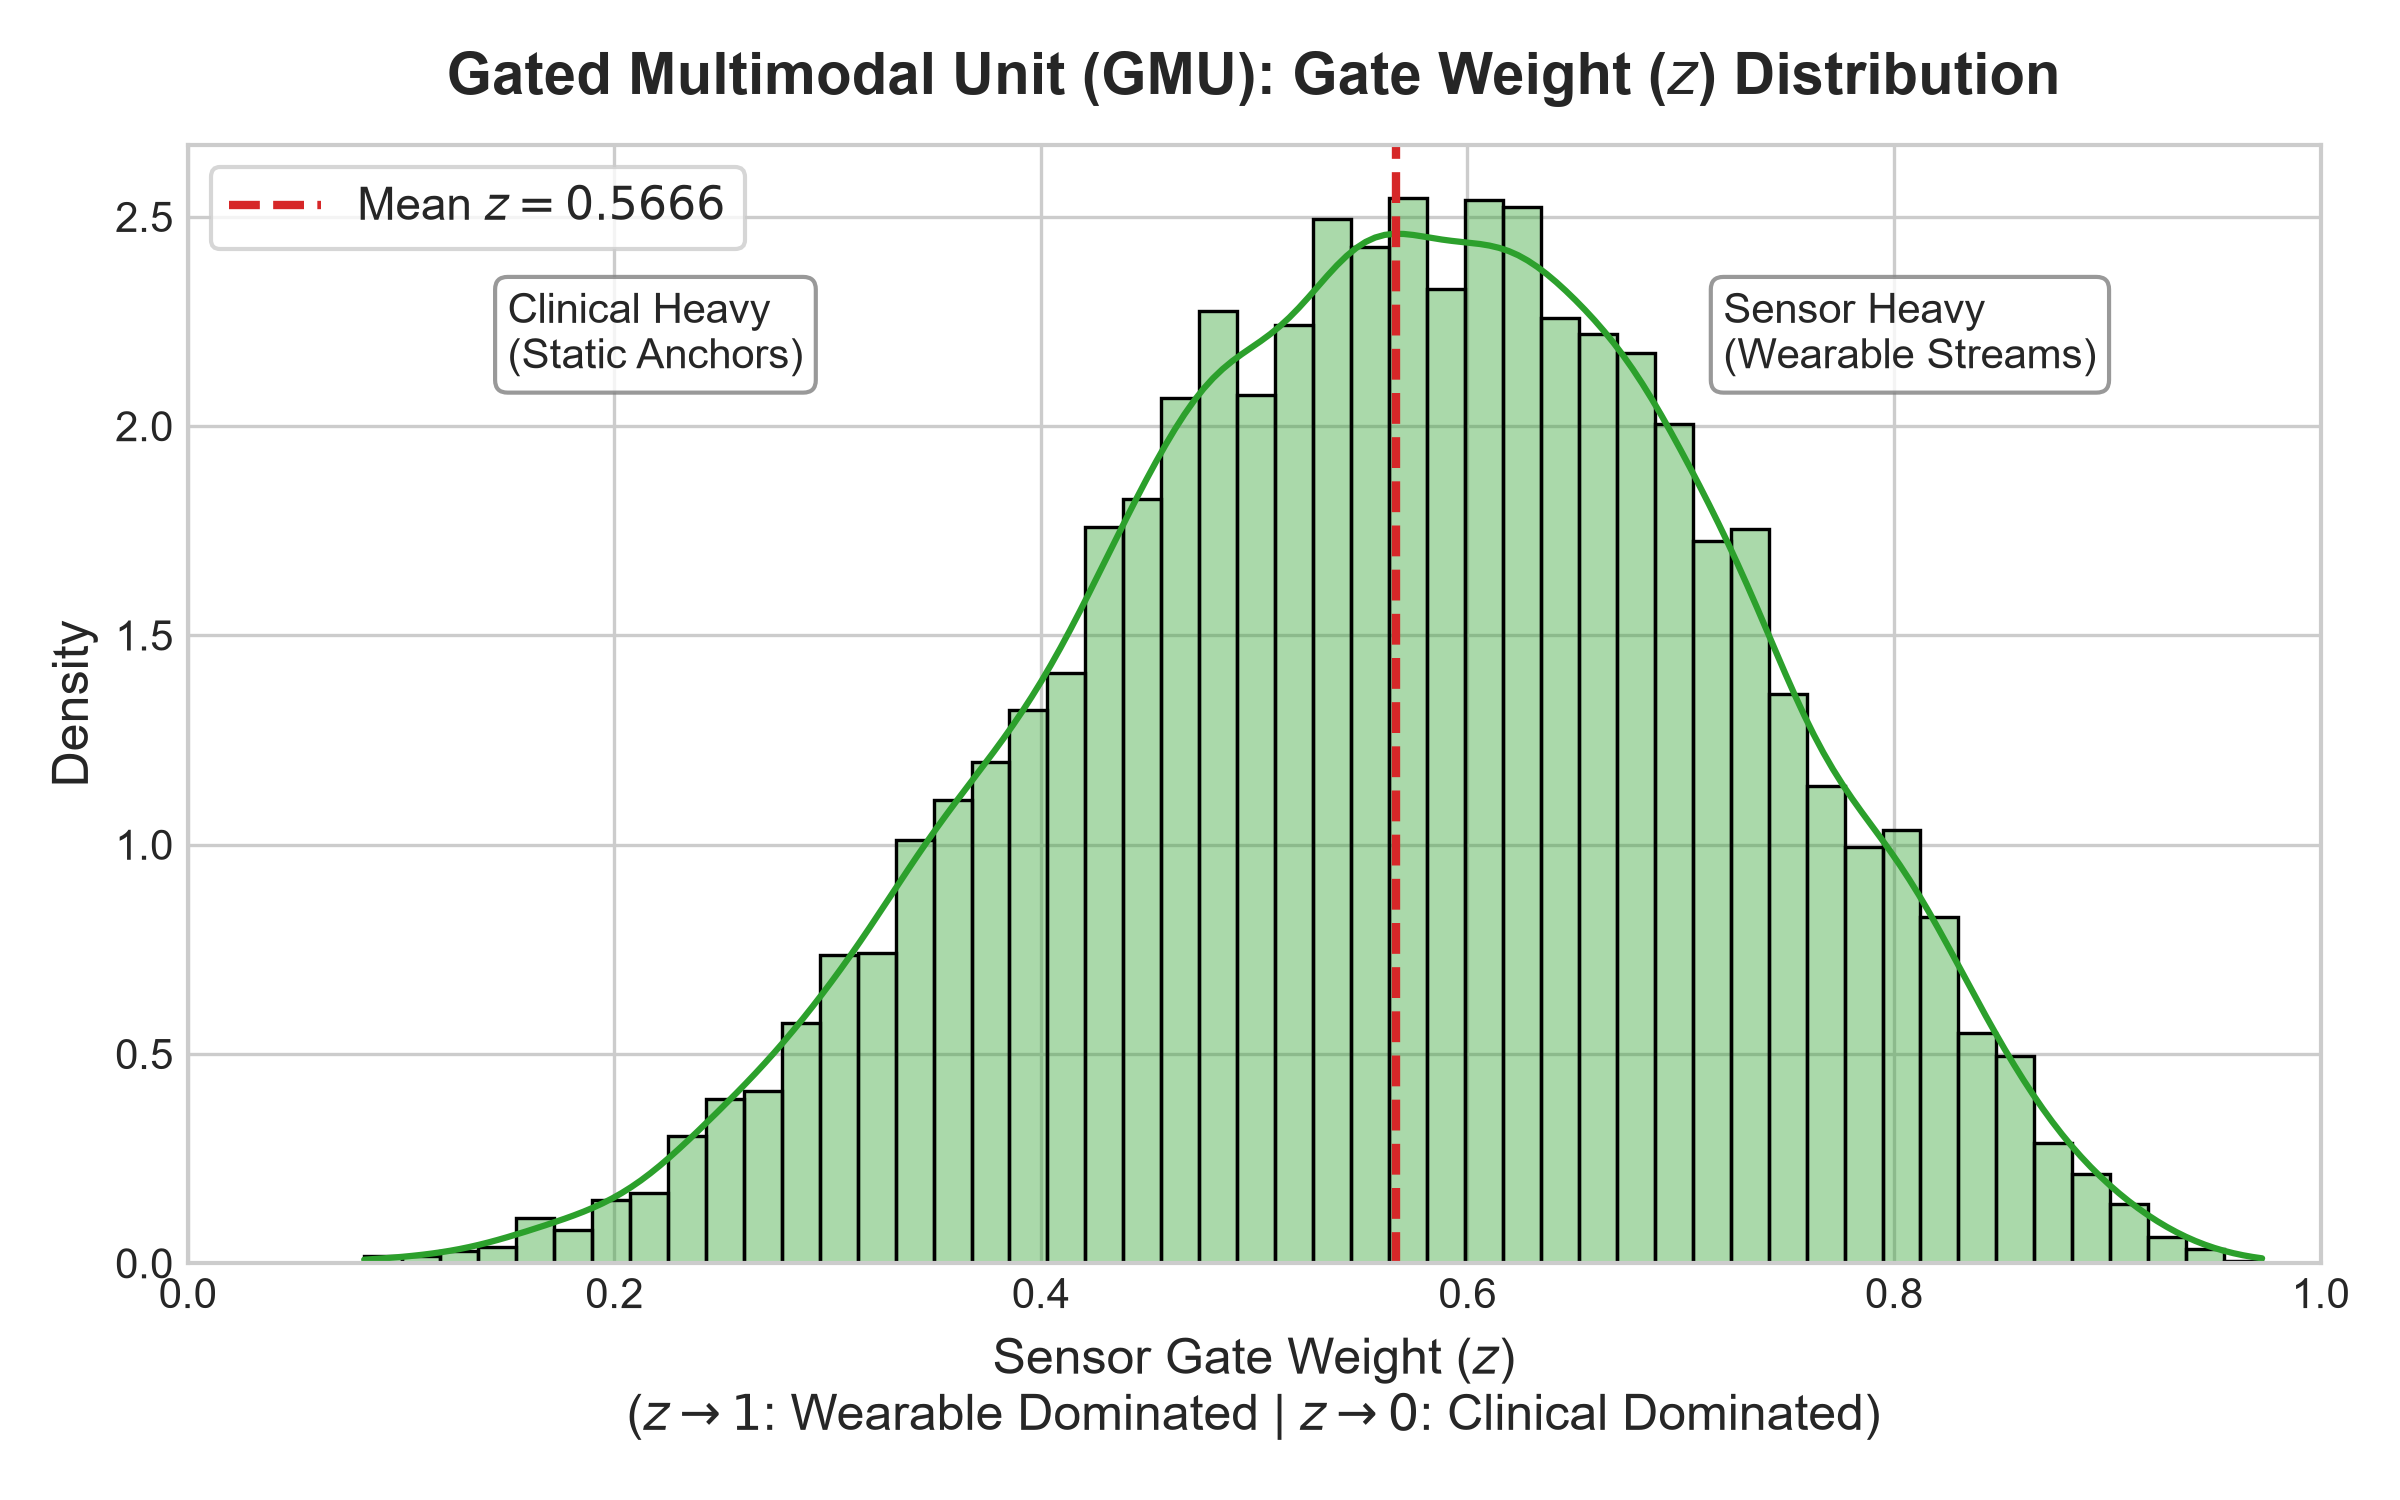 Gated Multimodal Unit (GMU): Gate Weight (z) Distribution
Mean z = 0.5666
Clinical Heavy
(Static Anchors)
Sensor Heavy
(Wearable Streams)
Density
2.5
2.0
1.5
1.0
0.5
0.0
0.0 0.2 0.4 0.6 0.8 1.0
Sensor Gate Weight (z)
(z → 1: Wearable Dominated | z → 0: Clinical Dominated)